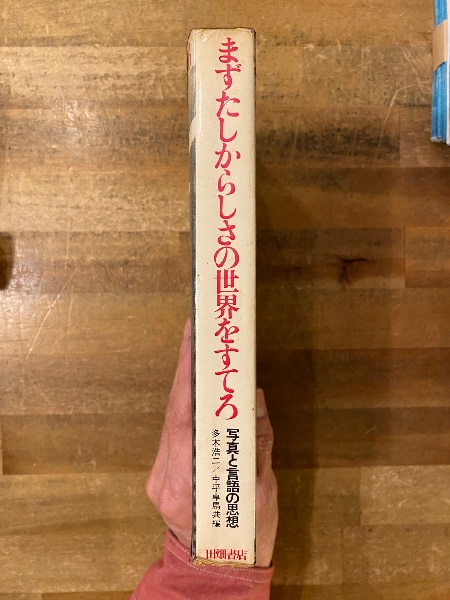 まずたしからしさの世界をすてろ
写真と言語の思想
多木浩二/中平卓馬共編
田畑書店